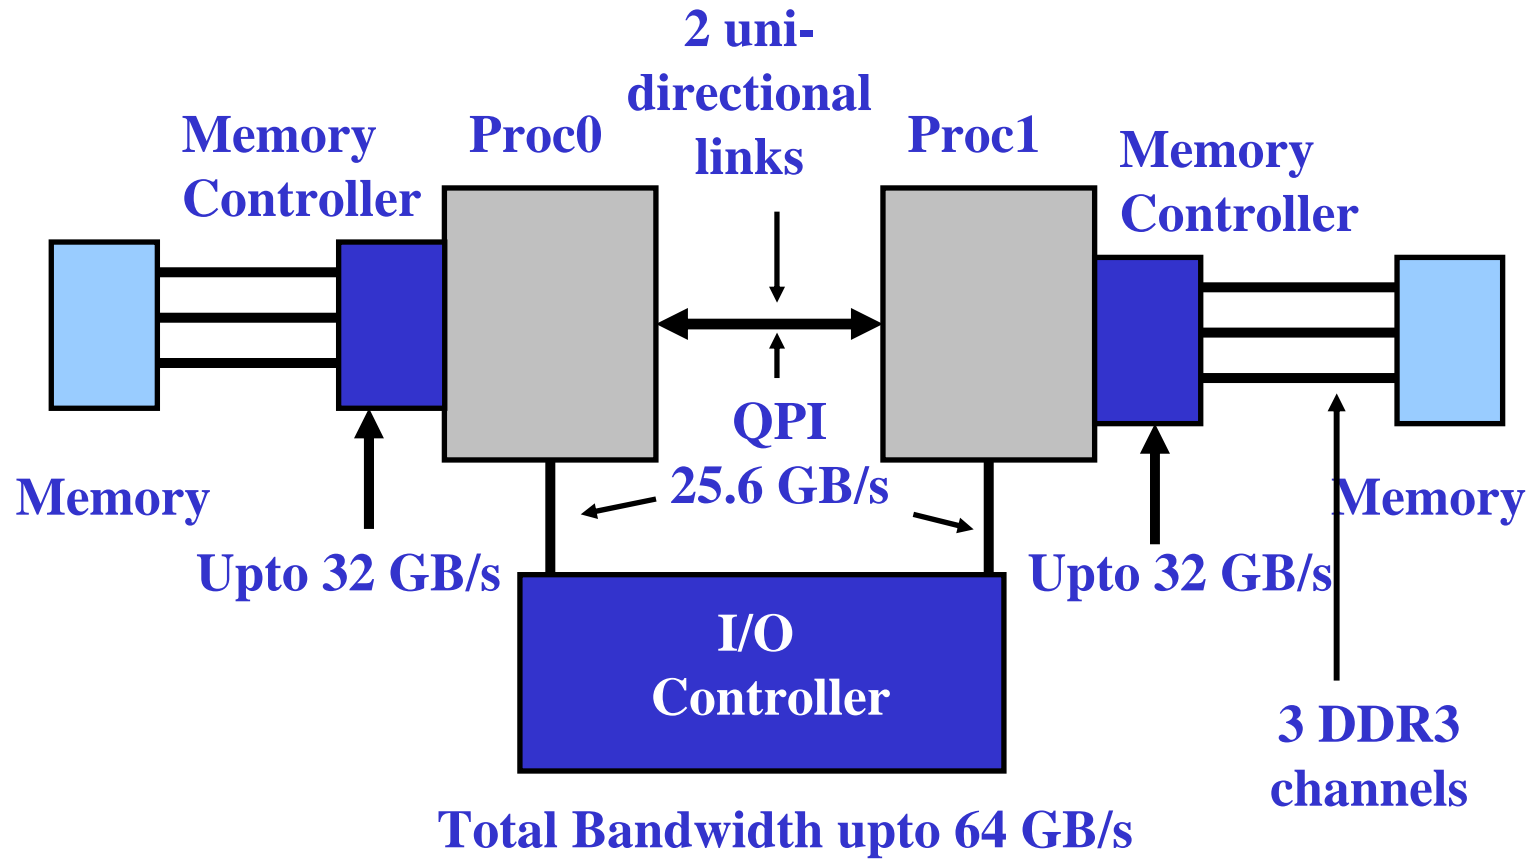 2 uni-
directional
links
Memory
Controller
Proc0
Proc1
Memory
Controller
QPI
25.6 GB/s
Memory
Memory
Upto 32 GB/s
Upto 32 GB/s
I/O
Controller
3 DDR3
channels
Total Bandwidth upto 64 GB/s